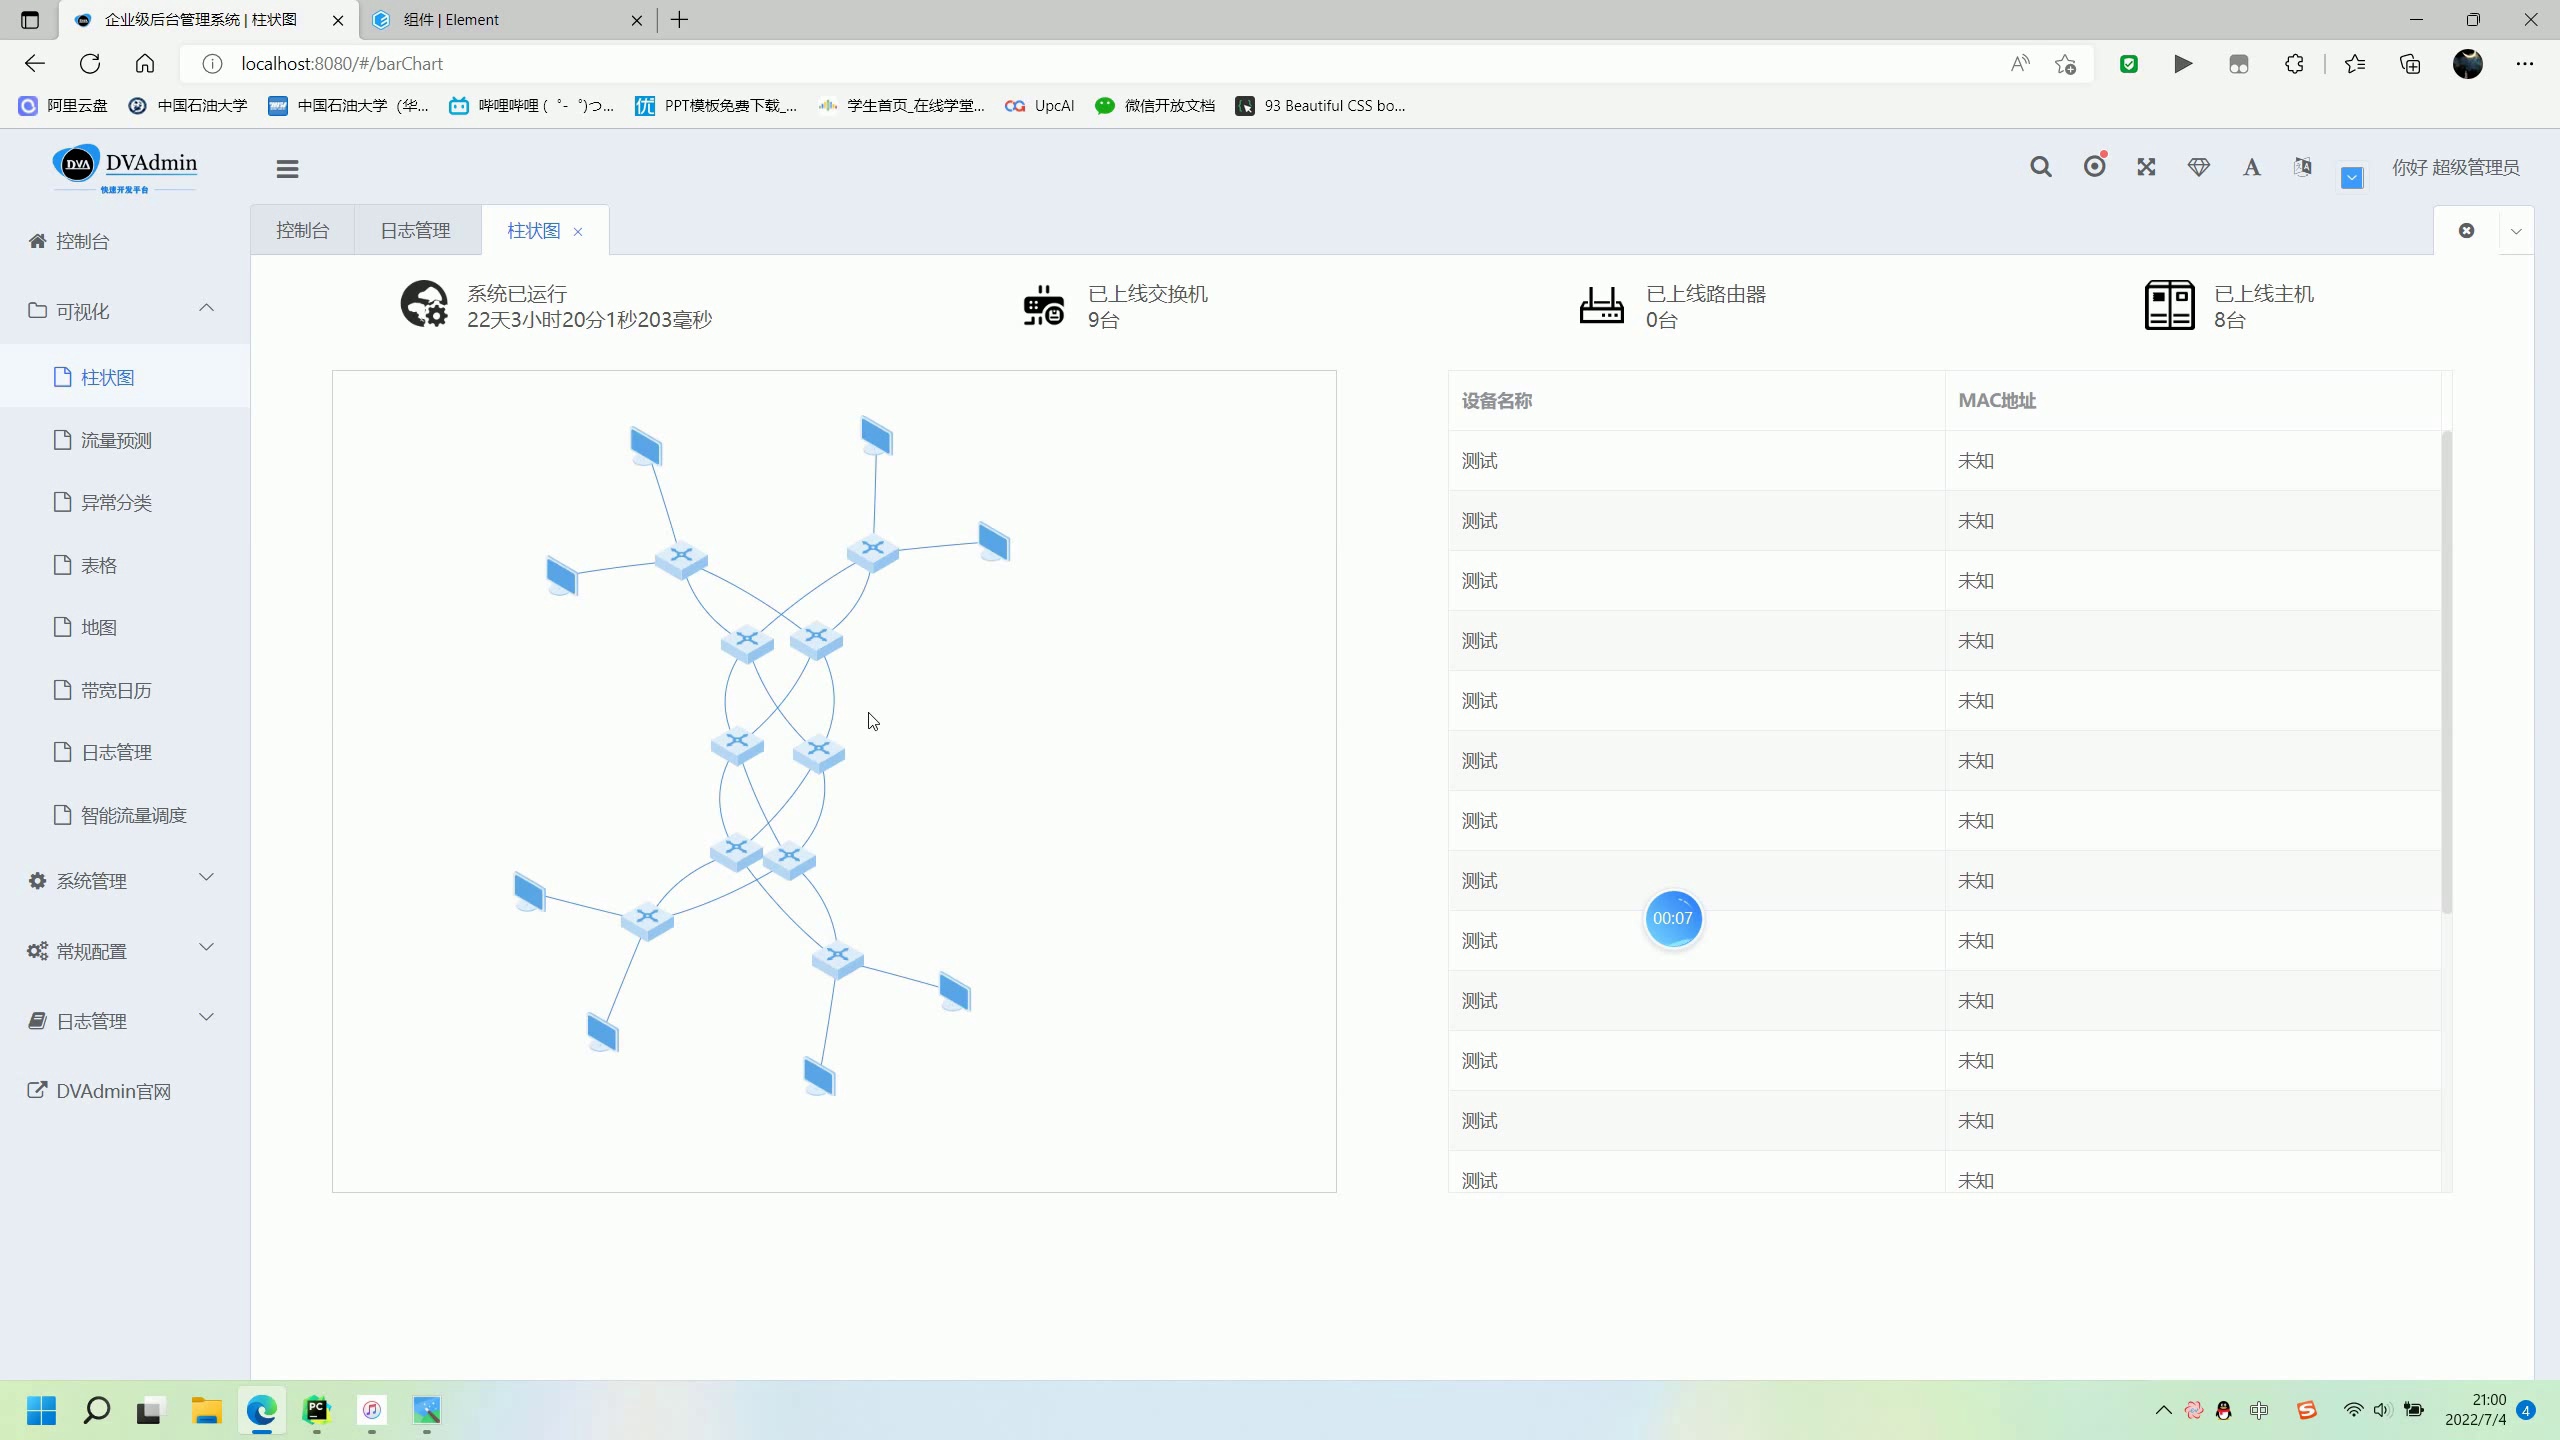 企业级后台管理系统 | 柱状图
组件 | Element
localhost:8080/#/barChart
阿里云盘
中国石油大学
中国石油大学（华...
哔哩哔哩 ( ゜- ゜)つ...
PPT模板免费下载_...
学生首页_在线学堂...
UpcAI
微信开放文档
93 Beautiful CSS bo...
DVA DVAdmin
快速开发平台
你好 超级管理员
控制台
日志管理
柱状图
控制台
可视化
柱状图
流量预测
异常分类
表格
地图
带宽日历
日志管理
智能流量调度
系统管理
常规配置
日志管理
DVAdmin官网
系统已运行
22天3小时20分1秒203毫秒
已上线交换机
9台
已上线路由器
0台
已上线主机
8台
设备名称 MAC地址
测试 未知
测试 未知
测试 未知
测试 未知
测试 未知
测试 未知
测试 未知
测试 未知
测试 未知
测试 未知
测试 未知
测试 未知
测试 未知
00:07
PC
中
21:00
2022/7/4
4